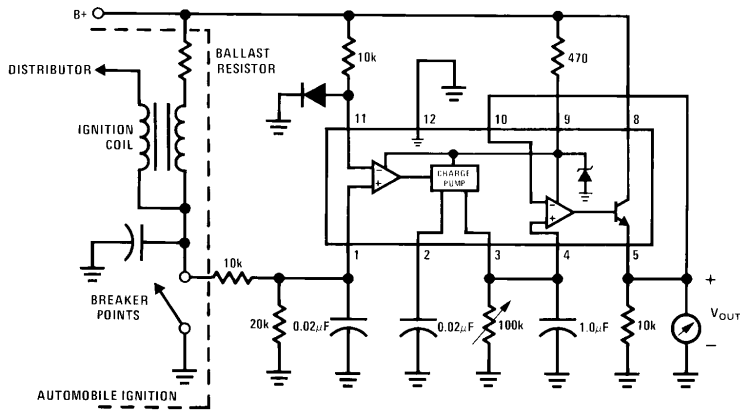 B+
BALLAST
RESISTOR
10k
470
DISTRIBUTOR
IGNITION
COIL
11
12
10
9
8
CHARGE
PUMP
−
+
−
+
1
2
3
4
5
10k
BREAKER
POINTS
20k
0.02μF
0.02μF
100k
1.0μF
10k
+
VOUT
−
AUTOMOBILE IGNITION